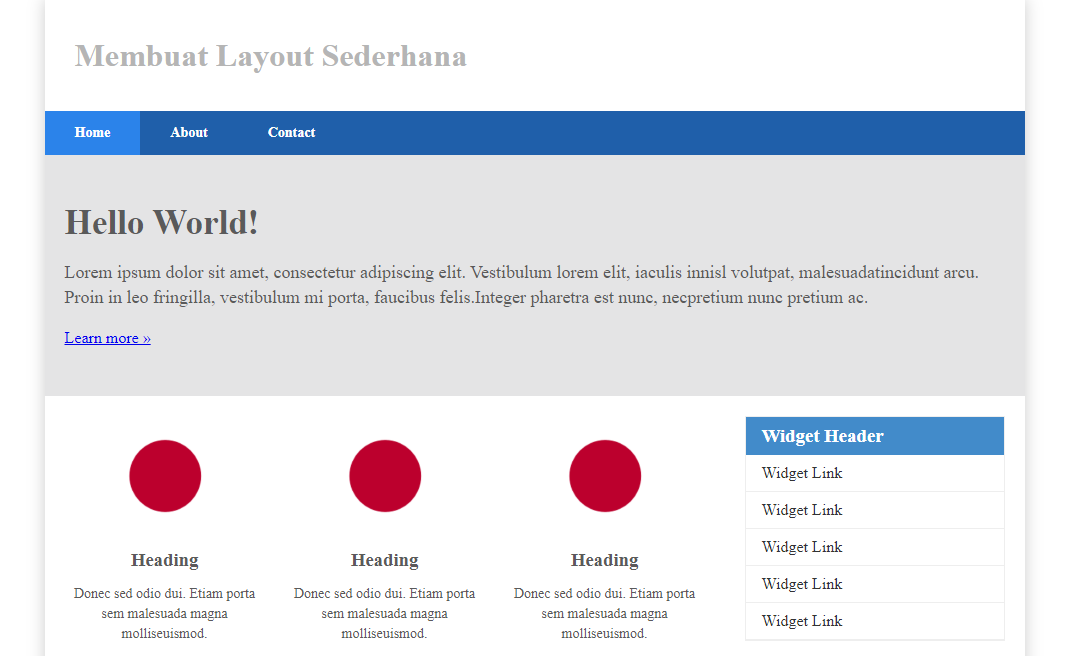 Membuat Layout Sederhana
Home About Contact
Hello World!
Lorem ipsum dolor sit amet, consectetur adipiscing elit. Vestibulum lorem elit, iaculis innisl volutpat, malesuadatincidunt arcu.
Proin in leo fringilla, vestibulum mi porta, faucibus felis.Integer pharetra est nunc, necpretium nunc pretium ac.
Learn more »
Heading
Donec sed odio dui. Etiam porta
sem malesuada magna
molliseuismod.
Heading
Donec sed odio dui. Etiam porta
sem malesuada magna
molliseuismod.
Heading
Donec sed odio dui. Etiam porta
sem malesuada magna
molliseuismod.
Widget Header
Widget Link
Widget Link
Widget Link
Widget Link
Widget Link